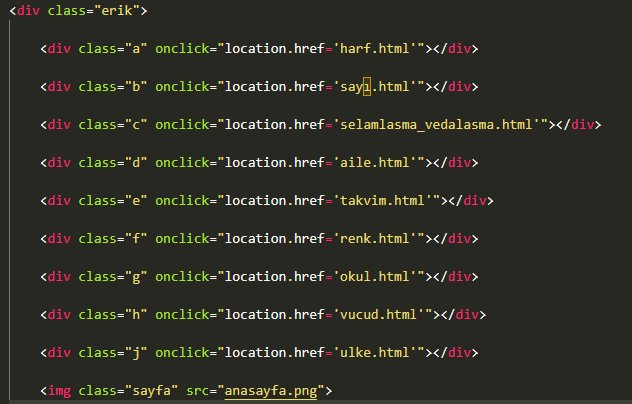 <div class="erik">
<div class="a" onclick="location.href='harf.html'"></div>
<div class="b" onclick="location.href='sayı.html'"></div>
<div class="c" onclick="location.href='selamlasma_vedalasma.html'"></div>
<div class="d" onclick="location.href='aile.html'"></div>
<div class="e" onclick="location.href='takvim.html'"></div>
<div class="f" onclick="location.href='renk.html'"></div>
<div class="g" onclick="location.href='okul.html'"></div>
<div class="h" onclick="location.href='vucud.html'"></div>
<div class="j" onclick="location.href='ulke.html'"></div>
<img class="sayfa" src="anasayfa.png">